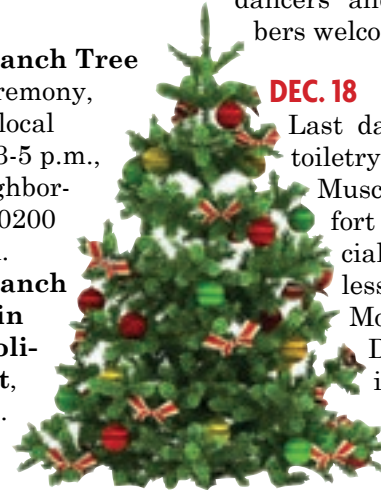 anch Tree
remony,
local
3-5 p.m.,
ghbor-
0200
anch
in
oli-
t,
.
dancers and
bers welco
DEC. 18
Last da
toiletry
Musc
fort
cial
less
Mo
D
i